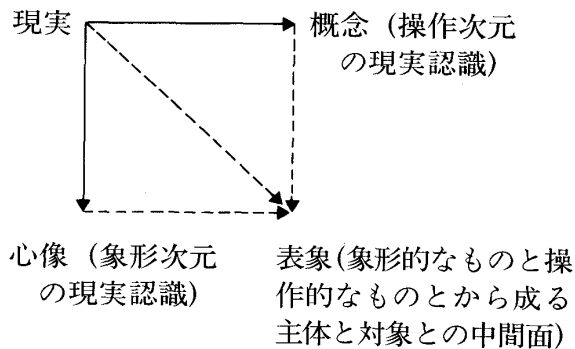 現実
概念（操作次元
の現実認識）
心像（象形次元
の現実認識）
表象（象形的なものと操
作的なものとから成る
主体と対象との中間面）